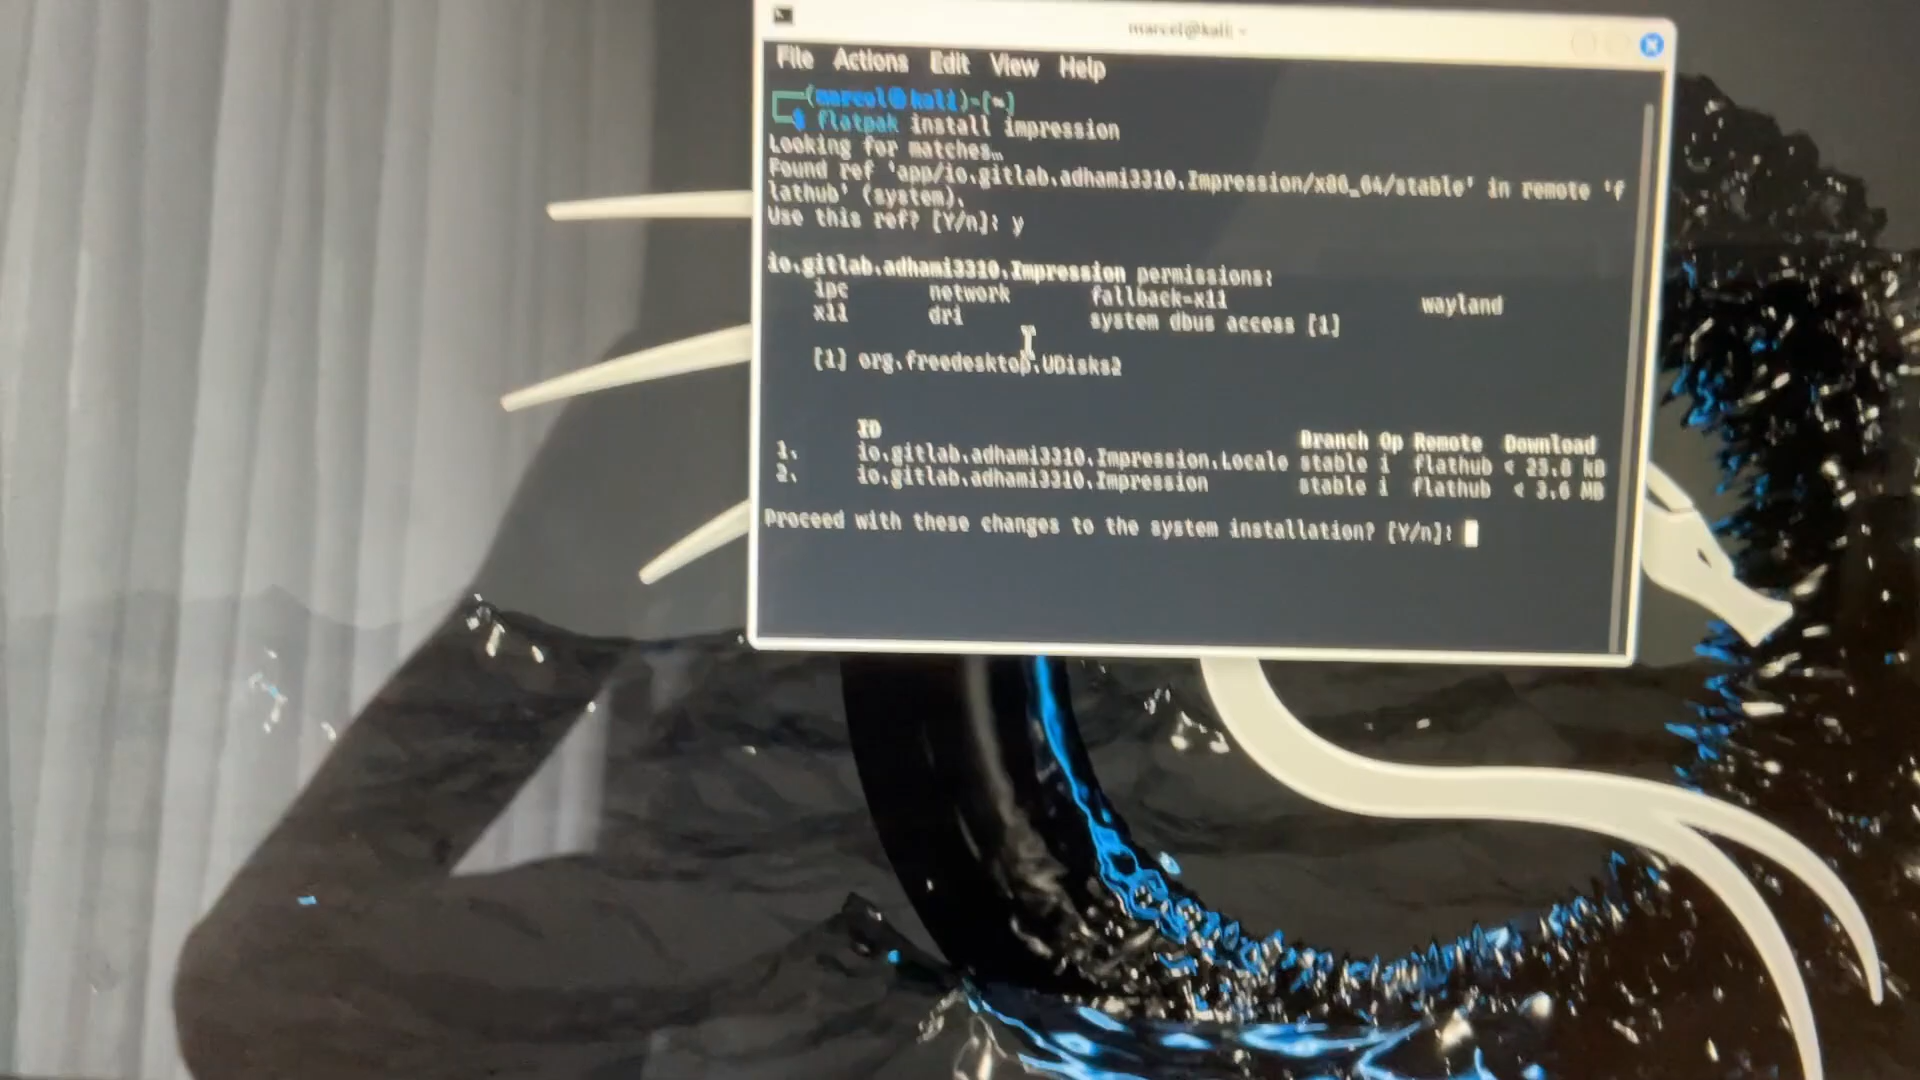 marcel@kali: ~
File Actions Edit View Help
(marcel@kali)-[~]
$ flatpak install impression
Looking for matches…
Found ref 'app/io.gitlab.adhami3310.Impression/x86_64/stable' in remote 'f
lathub' (system).
Use this ref? [Y/n]: y
io.gitlab.adhami3310.Impression permissions:
ipc network fallback-x11 wayland
x11 dri system dbus access [1]
[1] org.freedesktop.UDisks2
ID Branch Op Remote Download
1. io.gitlab.adhami3310.Impression.Locale stable i flathub < 23.0 kB
2. io.gitlab.adhami3310.Impression stable i flathub < 3.6 MB
Proceed with these changes to the system installation? [Y/n]: